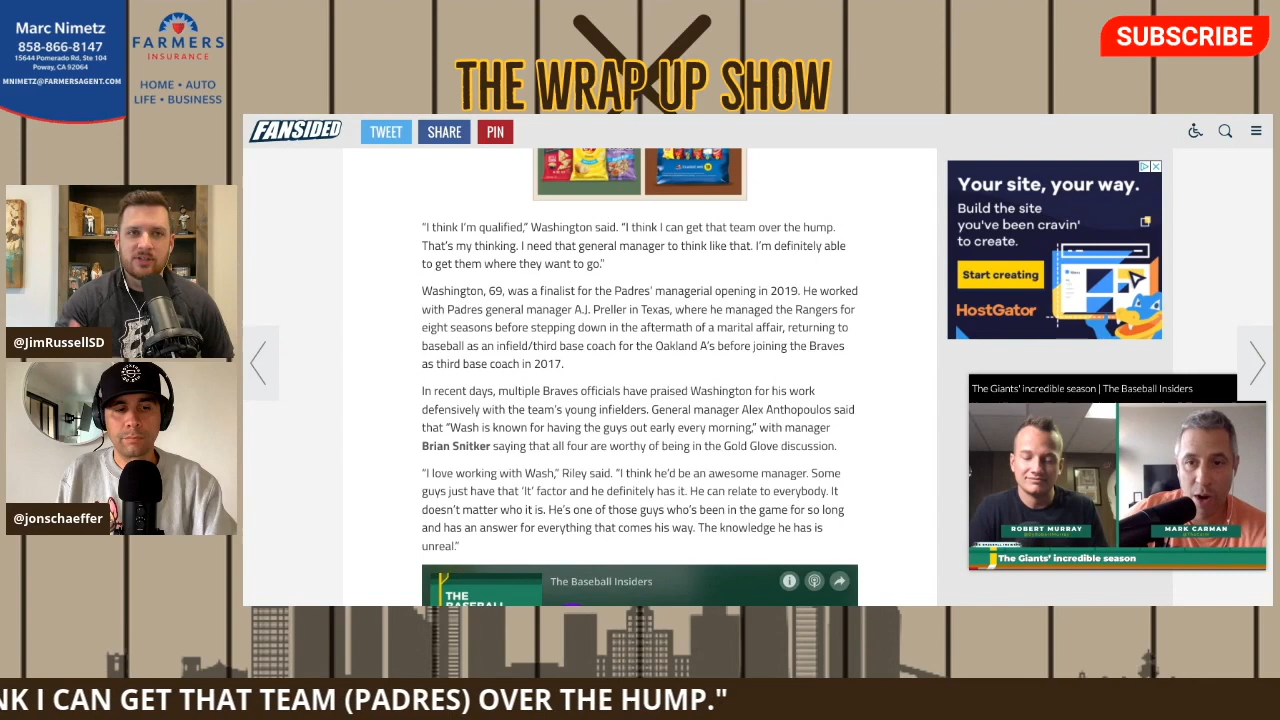 Marc Nimetz
858-866-8147
15644 Pomerado Rd, Ste 104
Poway, CA 92064
MNIMETZ@FARMERSAGENT.COM
FARMERS
INSURANCE
HOME • AUTO
LIFE • BUSINESS
THE WRAP UP SHOW
SUBSCRIBE
FANSIDED
TWEET
SHARE
PIN
@JimRussellSD
@jonschaeffer
“I think I’m qualified,” Washington said. “I think I can get that team over the hump.
That’s my thinking. I need that general manager to think like that. I’m definitely able
to get them where they want to go.”
Washington, 69, was a finalist for the Padres’ managerial opening in 2019. He worked
with Padres general manager A.J. Preller in Texas, where he managed the Rangers for
eight seasons before stepping down in the aftermath of a marital affair, returning to
baseball as an infield/third base coach for the Oakland A’s before joining the Braves
as third base coach in 2017.
In recent days, multiple Braves officials have praised Washington for his work
defensively with the team’s young infielders. General manager Alex Anthopoulos said
that “Wash is known for having the guys out early every morning,” with manager
Brian Snitker saying that all four are worthy of being in the Gold Glove discussion.
“I love working with Wash,” Riley said. “I think he’d be an awesome manager. Some
guys just have that ‘It’ factor and he definitely has it. He can relate to everybody. It
doesn’t matter who it is. He’s one of those guys who’s been in the game for so long
and has an answer for everything that comes his way. The knowledge he has is
unreal.”
THE
BASEBALL
The Baseball Insiders
Your site, your way.
Build the site
you've been cravin'
to create.
Start creating
HostGator
The Giants' incredible season | The Baseball Insiders
ROBERT MURRAY
MARK CARMAN
The Giants' incredible season
NK I CAN GET THAT TEAM (PADRES) OVER THE HUMP."